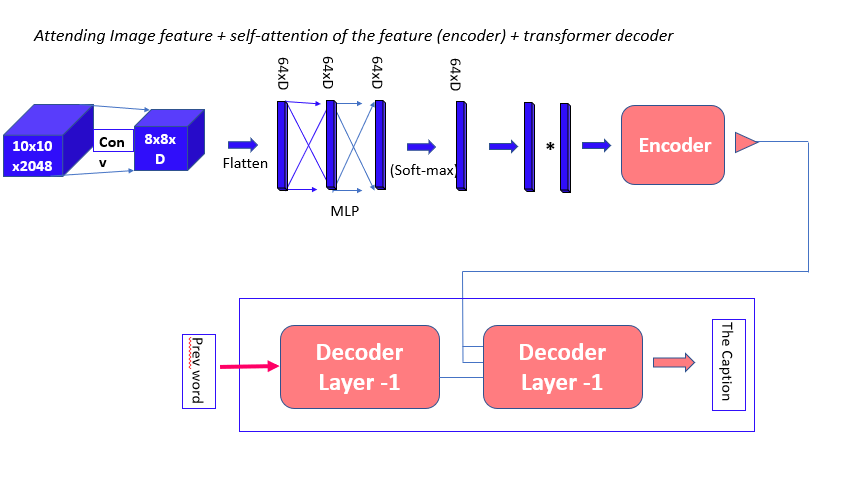 Attending Image feature + self-attention of the feature (encoder) + transformer decoder
64xD
64xD
64xD
64xD
10x10
x2048
Con
v
8x8x
D
Flatten
MLP
(Soft-max)
*
Encoder
Prev word
Decoder
Layer -1
Decoder
Layer -1
The Caption